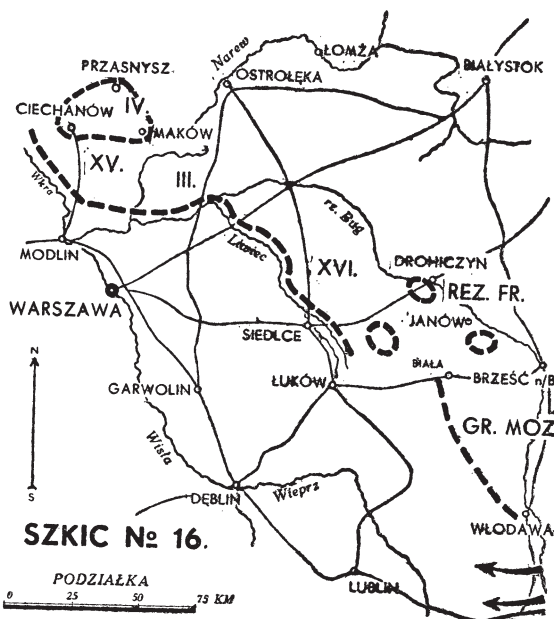 Narew
ŁOMŻA
PRZASNYSZ
BIAŁYSTOK
OSTROŁĘKA
IV.
CIECHANÓW
MAKÓW
XV.
III.
Wkra
rz. Bug
Liwiec
MODLIN
XVI.
DROHICZYN
REZ. FR.
WARSZAWA
JANÓW
SIEDLCE
BIAŁA
BRZEŚĆ n/B
GARWOLIN
ŁUKÓW
GR. MOZ
N
S
Wisła
DĘBLIN
Wieprz
WŁODAWA
SZKIC № 16.
LUBLIN
PODZIAŁKA
0 25 50 75 KM